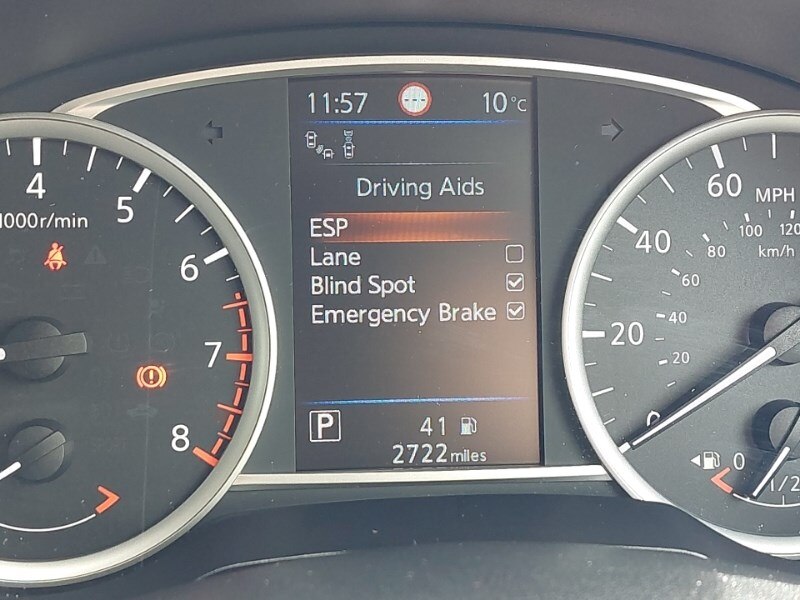 11:57 10°C
Driving Aids
ESP
Lane
Blind Spot
Emergency Brake
P 41
2722 miles
4
5
6
7
8
1000r/min
60
MPH
40
20
0
100 120
80 km/h
60
40
20
0
1/2